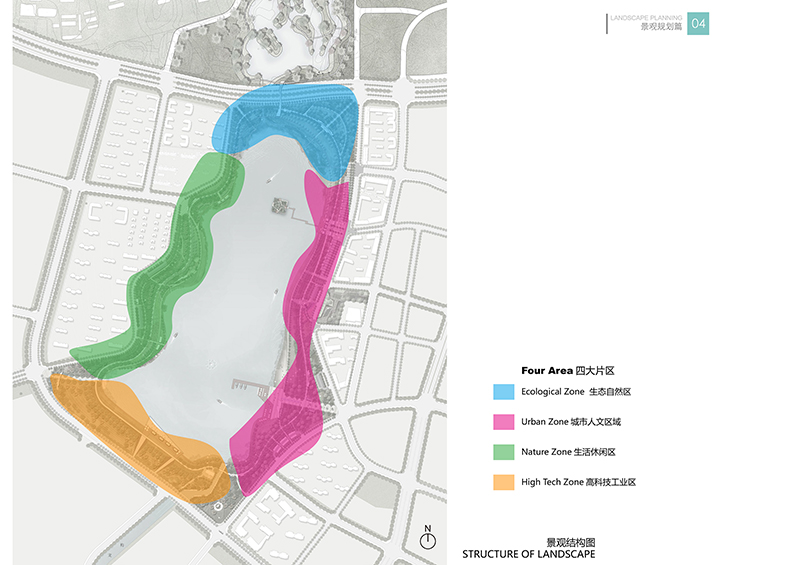 LANDSCAPE PLANNING
景观规划篇
04
Four Area 四大片区
Ecological Zone 生态自然区
Urban Zone 城市人文区域
Nature Zone 生活休闲区
High Tech Zone 高科技工业区
N
景观结构图
STRUCTURE OF LANDSCAPE